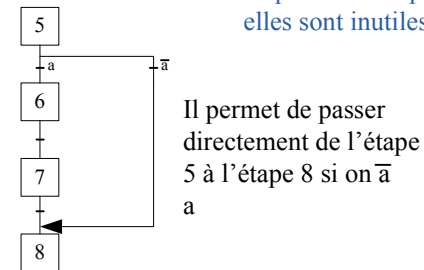 elles sont inutiles
5
a
a̅
6
Il permet de passer
directement de l’étape
5 à l’étape 8 si on a̅
a
7
8